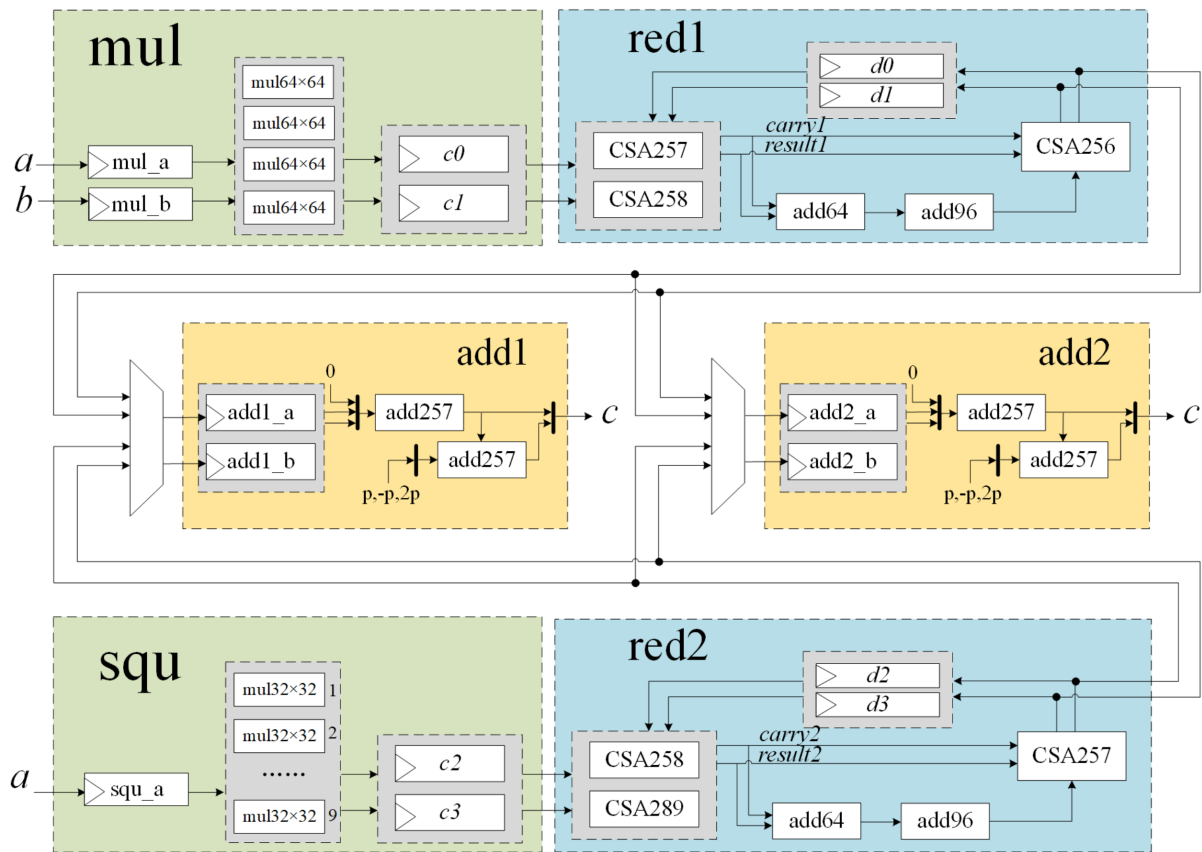 mul
mul64×64
mul64×64
mul64×64
mul64×64
a
b
mul_a
mul_b
c0
c1
red1
d0
d1
CSA257
CSA258
carry1
result1
CSA256
add64
add96
add1
add1_a
add1_b
0
add257
add257
p,-p,2p
c
add2
add2_a
add2_b
0
add257
add257
p,-p,2p
c
squ
mul32×32 1
mul32×32 2
......
mul32×32 9
a
squ_a
c2
c3
red2
d2
d3
CSA258
CSA289
carry2
result2
CSA257
add64
add96